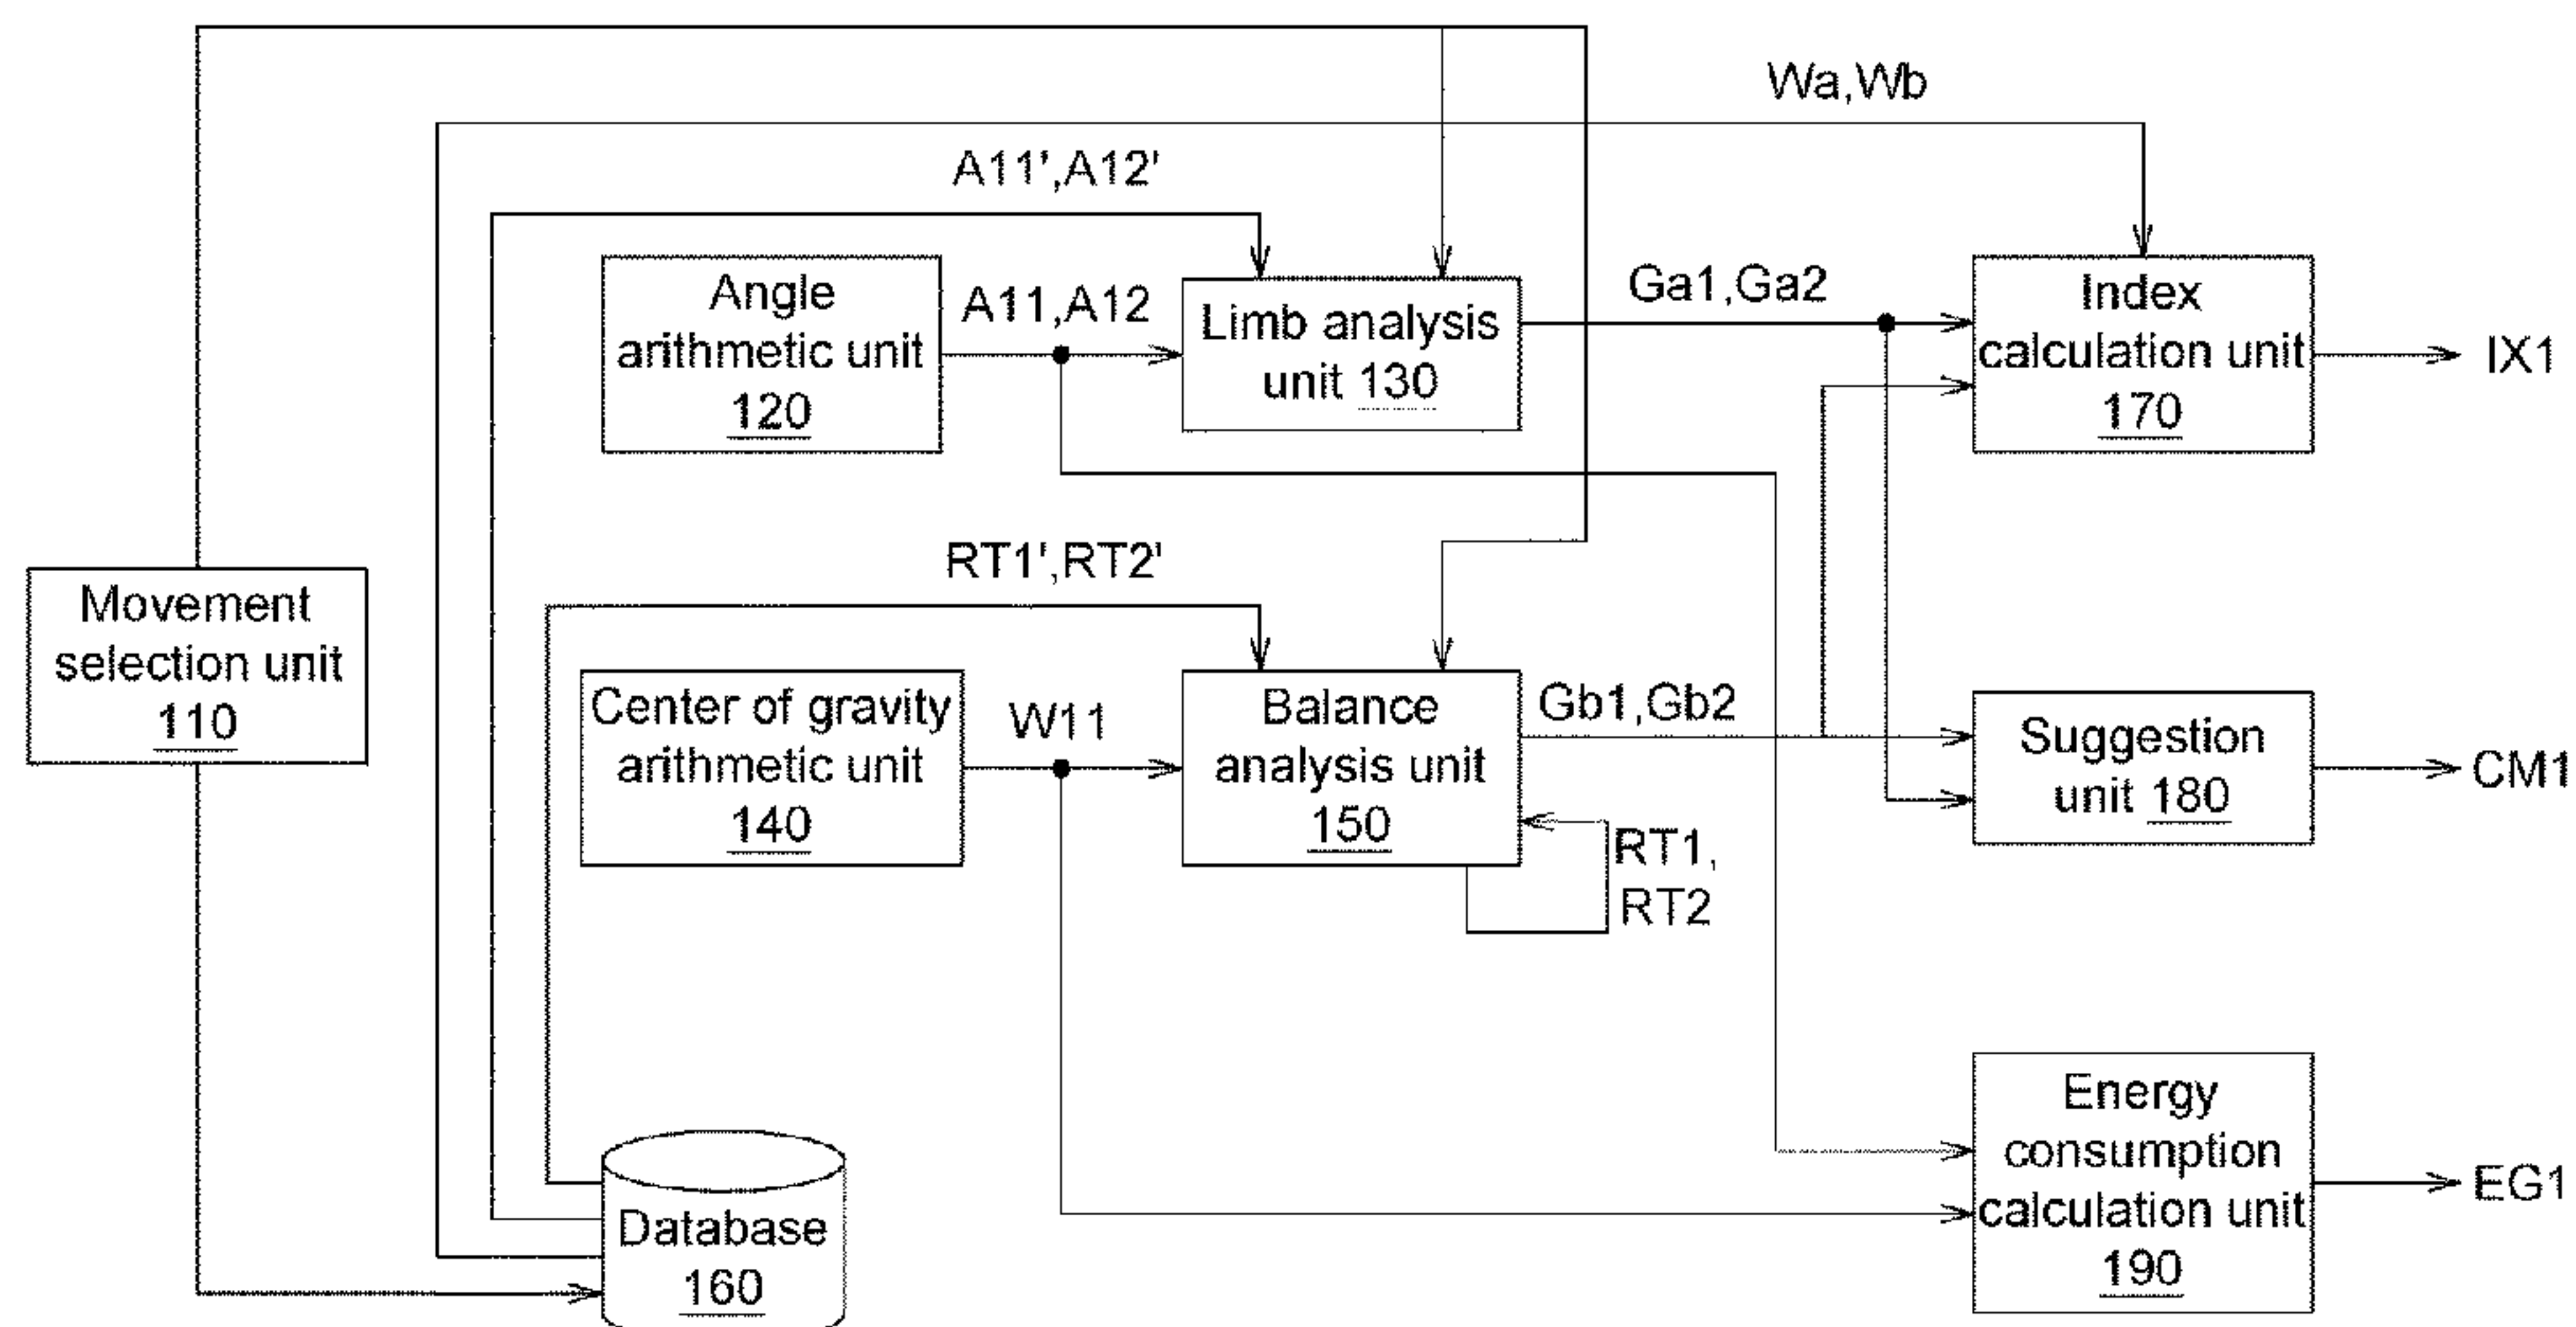 Wa,Wb
A11',A12'
Angle
arithmetic unit
120
A11,A12
Limb analysis
unit 130
Ga1,Ga2
Index
calculation unit
170
IX1
Movement
selection unit
110
RT1',RT2'
Center of gravity
arithmetic unit
140
W11
Balance
analysis unit
150
Gb1,Gb2
RT1,
RT2
Suggestion
unit 180
CM1
Database
160
Energy
consumption
calculation unit
190
EG1